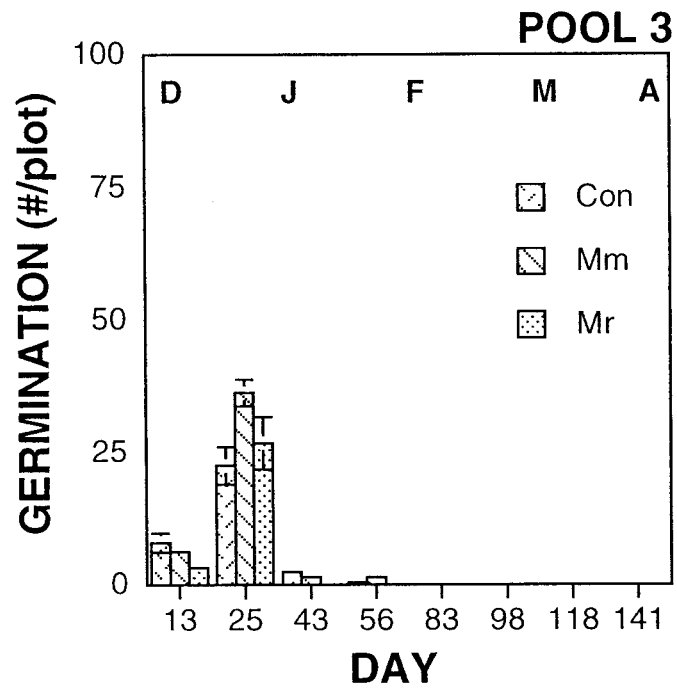 POOL 3
100
D J F M A
75
Con
Mm
50
Mr
25
0
GERMINATION (#/plot)
13 25 43 56 83 98 118 141
DAY